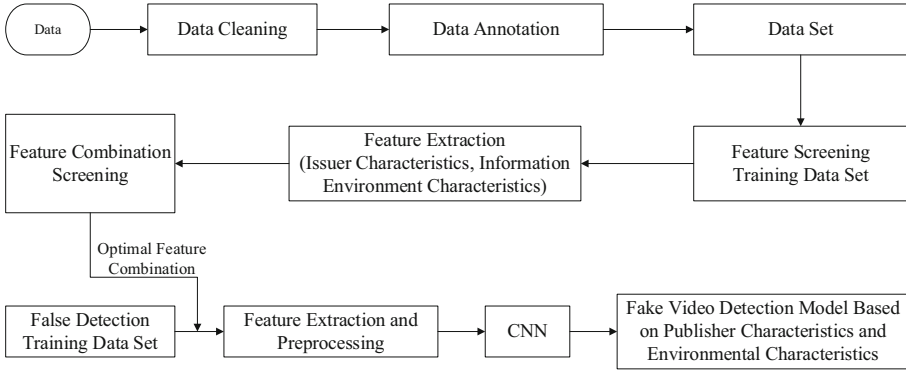 Data
Data Cleaning
Data Annotation
Data Set
Feature Combination
Screening
Feature Extraction
(Issuer Characteristics, Information
Environment Characteristics)
Feature Screening
Training Data Set
Optimal Feature
Combination
False Detection
Training Data Set
Feature Extraction and
Preprocessing
CNN
Fake Video Detection Model Based
on Publisher Characteristics and
Environmental Characteristics